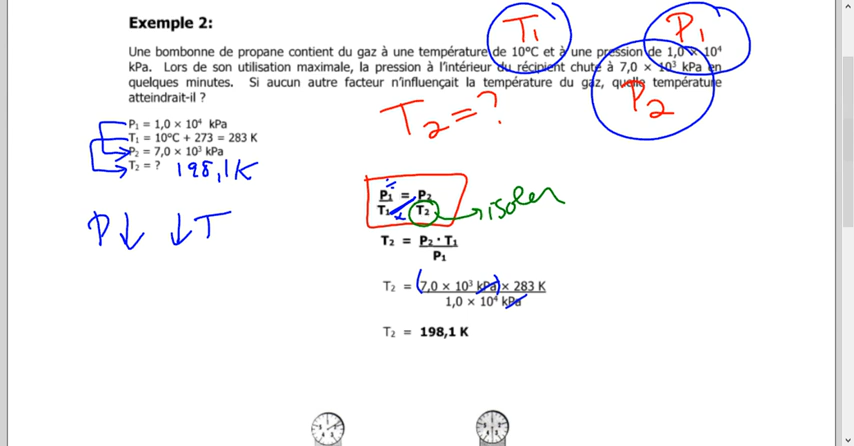 Exemple 2:
T₁
P₁
Une bombonne de propane contient du gaz à une température de 10°C et à une pression de 1,0 × 10⁴
kPa. Lors de son utilisation maximale, la pression à l'intérieur du récipient chute à 7,0 × 10³ kPa en
quelques minutes. Si aucun autre facteur n'influençait la température du gaz, quelle température
atteindrait-il ?
T₂ = ?
P₂
P₁ = 1,0 × 10⁴ kPa
T₁ = 10°C + 273 = 283 K
P₂ = 7,0 × 10³ kPa
T₂ = ? 198,1K
P₁ = P₂
T₁ T₂
isoler
P↓ ↓T
T₂ = P₂ · T₁
P₁
T₂ = (7,0 × 10³ kPa) × 283 K
1,0 × 10⁴ kPa
T₂ = 198,1 K